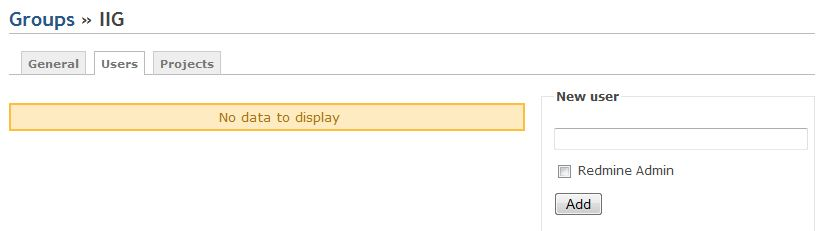 Groups » IIG
General Users Projects
No data to display
New user
Redmine Admin
Add